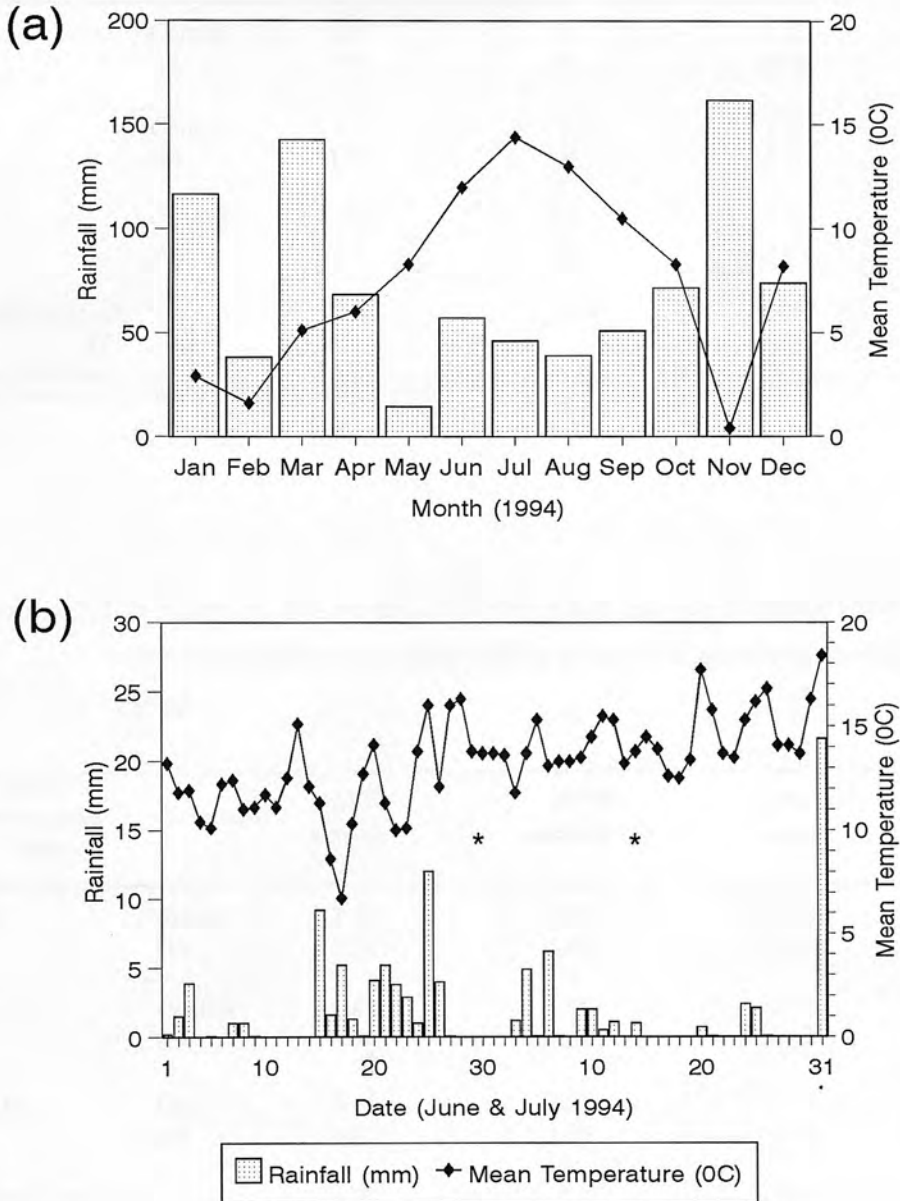 (a)
200
150
100
50
0
Rainfall (mm)
20
15
10
5
0
Mean Temperature (0C)
Jan Feb Mar Apr May Jun Jul Aug Sep Oct Nov Dec
Month (1994)
(b)
30
25
20
15
10
5
0
Rainfall (mm)
20
15
10
5
0
Mean Temperature (0C)
* *
1 10 20 30 10 20 31
Date (June & July 1994)
Rainfall (mm) Mean Temperature (0C)